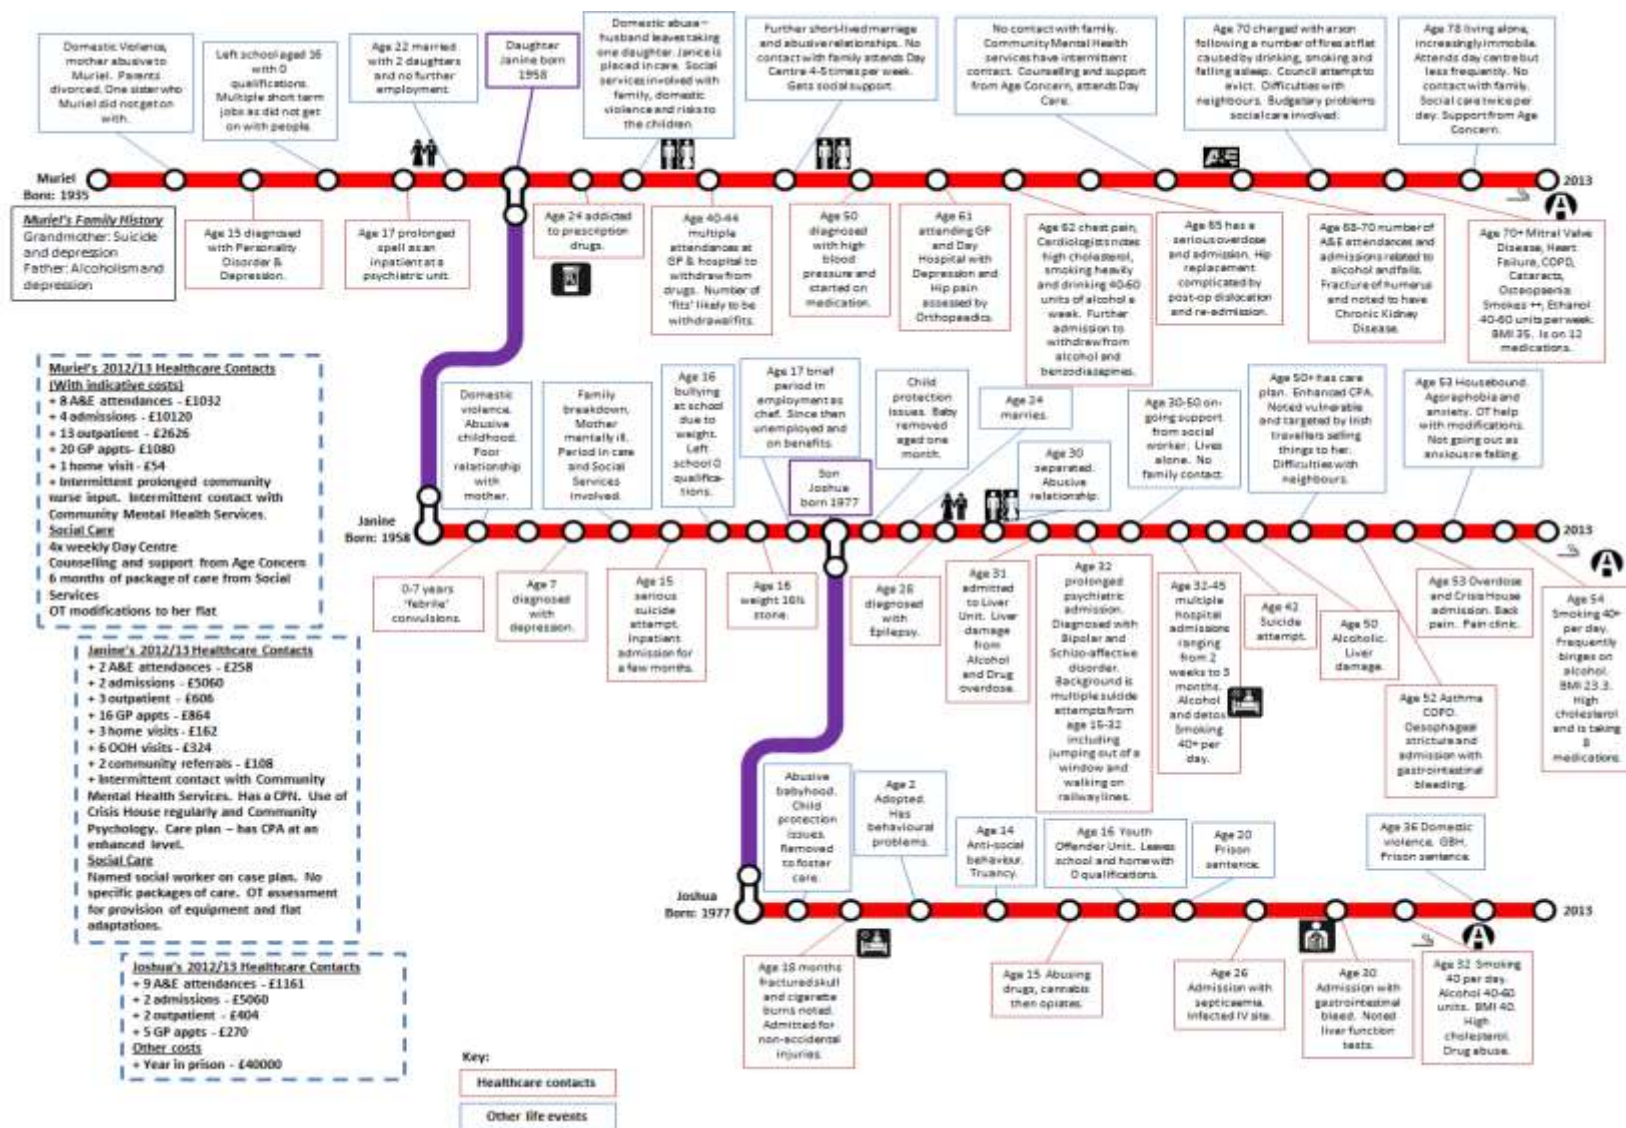 Domestic Violence,
mother abusive to
Muriel. Parents
divorced. One sister who
Muriel did not get on
with.
Left school aged 16
with 0
qualifications.
Multiple short term
jobs as did not get
on with people.
Age 22 married
with 2 daughters
and no further
employment
Daughter
Janine born
1958
Domestic abuse –
husband leaves taking
one daughter. Janice is
placed in care. Social
services involved with
family, domestic
violence and risks to
the children.
Further short-lived marriage
and abusive relationships. No
contact with family attends Day
Centre 4-5 times per week.
Gets social support.
No contact with family.
Community Mental Health
services have intermittent
contact. Counselling and support
from Age Concern, attends Day
Care.
Age 70 charged with arson
following a number of fires at flat
caused by drinking, smoking and
falling asleep. Council attempt to
evict. Difficulties with
neighbours. Budgetary problems
social care involved.
Age 78 living alone,
increasingly immobile.
Attends day centre but
less frequently. No
contact with family.
Social care twice per
day. Support from Age
Concern.
Muriel
Born: 1935
A&E
2013
Muriel's Family History
Grandmother: Suicide
and depression
Father: Alcoholism and
depression
Age 15 diagnosed
with Personality
Disorder &
Depression.
Age 17 prolonged
spell as an
inpatient at a
psychiatric unit.
Age 24 addicted
to prescription
drugs.
Age 40-44
multiple
attendances at
GP & hospital to
withdraw from
drugs. Number of
'fits' likely to be
withdrawal fits.
Age 50
diagnosed
with high
blood
pressure and
started on
medication.
Age 61
attending GP
and Day
Hospital with
Depression and
Hip pain
assessed by
Orthopaedics.
Age 62 chest pain,
Cardiologist notes
high cholesterol,
smoking heavily
and drinking 40-60
units of alcohol a
week. Further
admission to
withdraw from
alcohol and
benzodiazepines.
Age 65 has a
serious overdose
and admission. Hip
replacement
complicated by
post-op dislocation
and re-admission.
Age 68-70 number of
A&E attendances and
admissions related to
alcohol and falls.
Fracture of humerus
and noted to have
Chronic Kidney
Disease.
Age 70+ Mitral Valve
Disease, Heart
Failure, COPD,
Cataracts,
Osteopaenia.
Smokes ++, Ethanol
40-60 units per week.
BMI 35. Is on 12
medications.
Muriel's 2012/13 Healthcare Contacts
(With indicative costs)
+ 8 A&E attendances – £1032
+ 4 admissions – £10120
+ 13 outpatient – £2626
+ 20 GP appts- £1080
+ 1 home visit - £54
+ Intermittent prolonged community
nurse input. Intermittent contact with
Community Mental Health Services.
Social Care
4x weekly Day Centre
Counselling and support from Age Concern
6 months of package of care from Social
Services
OT modifications to her flat
Domestic
violence.
Abusive
childhood.
Poor
relationship
with
mother.
Family
breakdown,
Mother
mentally ill.
Period in care
and Social
Services
involved.
Age 16
bullying
at school
due to
weight.
Left
school 0
qualifica-
tions.
Age 17 brief
period in
employment as
chef. Since then
unemployed and
on benefits.
Son
Joshua
born 1977
Child
protection
issues. Baby
removed
aged one
month.
Age 24
marries.
Age 30
separated.
Abusive
relationship.
Age 30-50 on-
going support
from social
worker. Lives
alone. No
family contact.
Age 50+ has care
plan. Enhanced CPA.
Noted vulnerable
and targeted by Irish
travellers selling
things to her.
Difficulties with
neighbours.
Age 53 Housebound.
Agoraphobia and
anxiety. OT help
with modifications.
Not going out as
anxious re falling.
Janine
Born: 1958
2013
0-7 years
'febrile'
convulsions.
Age 7
diagnosed
with
depression.
Age 15
serious
suicide
attempt.
Inpatient
admission for
a few months.
Age 16
weight 16½
stone.
Age 26
diagnosed
with
Epilepsy.
Age 31
admitted
to Liver
Unit. Liver
damage
from
Alcohol
and Drug
overdose.
Age 32
prolonged
psychiatric
admission.
Diagnosed with
Bipolar and
Schizo-affective
disorder.
Background is
multiple suicide
attempts from
age 15-32
including
jumping out of a
window and
walking on
railway lines.
Age 32-45
multiple
hospital
admissions
ranging
from 2
weeks to 3
months.
Alcohol
and detox
Smoking
40+ per
day.
Age 42
Suicide
attempt.
Age 50
Alcoholic.
Liver
damage.
Age 52 Asthma
COPD.
Oesophageal
stricture and
admission with
gastrointestinal
bleeding.
Age 53 Overdose
and Crisis House
admission. Back
pain. Pain clinic.
Age 54
Smoking 40+
per day.
Frequently
binges on
alcohol.
BMI 23.3.
High
cholesterol
and is taking
8
medications.
Janine's 2012/13 Healthcare Contacts
+ 2 A&E attendances - £258
+ 2 admissions - £5060
+ 3 outpatient - £606
+ 16 GP appts - £864
+ 3 home visits - £162
+ 6 OOH visits - £324
+ 2 community referrals - £108
+ Intermittent contact with Community
Mental Health Services. Has a CPN. Use of
Crisis House regularly and Community
Psychology. Care plan – has CPA at an
enhanced level.
Social Care
Named social worker on case plan. No
specific packages of care. OT assessment
for provision of equipment and flat
adaptations.
Abusive
babyhood.
Child
protection
issues.
Removed
to foster
care.
Age 2
Adopted.
Has
behavioural
problems.
Age 14
Anti-social
behaviour.
Truancy.
Age 16 Youth
Offender Unit. Leaves
school and home with
0 qualifications.
Age 20
Prison
sentence.
Age 36 Domestic
violence. GBH,
Prison sentence.
Joshua
Born: 1977
2013
Age 18 months
fractured skull
and cigarette
burns noted.
Admitted for
non-accidental
injuries.
Age 15 Abusing
drugs, cannabis
then opiates.
Age 26
Admission with
septicaemia.
Infected IV site.
Age 30
Admission with
gastrointestinal
bleed. Noted
liver function
tests.
Age 32 Smoking
40 per day.
Alcohol 40-60
units. BMI 40.
High
cholesterol.
Drug abuse.
Joshua's 2012/13 Healthcare Contacts
+ 9 A&E attendances – £1161
+ 2 admissions - £5060
+ 2 outpatient - £404
+ 5 GP appts - £270
Other costs
+ Year in prison - £40000
Key:
Healthcare contacts
Other life events